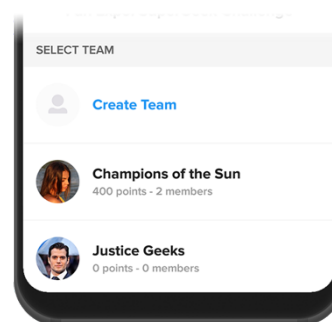 SELECT TEAM
Create Team
Champions of the Sun
400 points - 2 members
Justice Geeks
0 points - 0 members